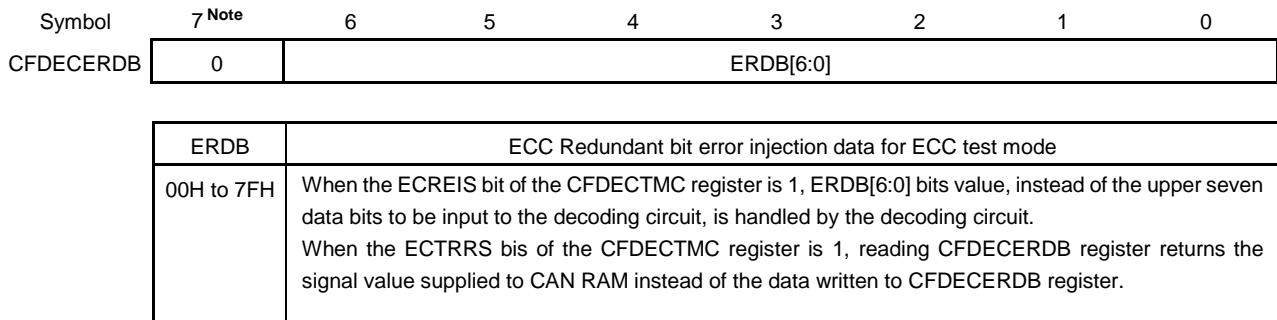 Symbol 7 Note 6 5 4 3 2 1 0
CFDECERDB 0 ERDB[6:0]
ERDB ECC Redundant bit error injection data for ECC test mode
00H to 7FH When the ECREIS bit of the CFDECTMC register is 1, ERDB[6:0] bits value, instead of the upper seven
data bits to be input to the decoding circuit, is handled by the decoding circuit.
When the ECTRRS bis of the CFDECTMC register is 1, reading CFDECERDB register returns the
signal value supplied to CAN RAM instead of the data written to CFDECERDB register.